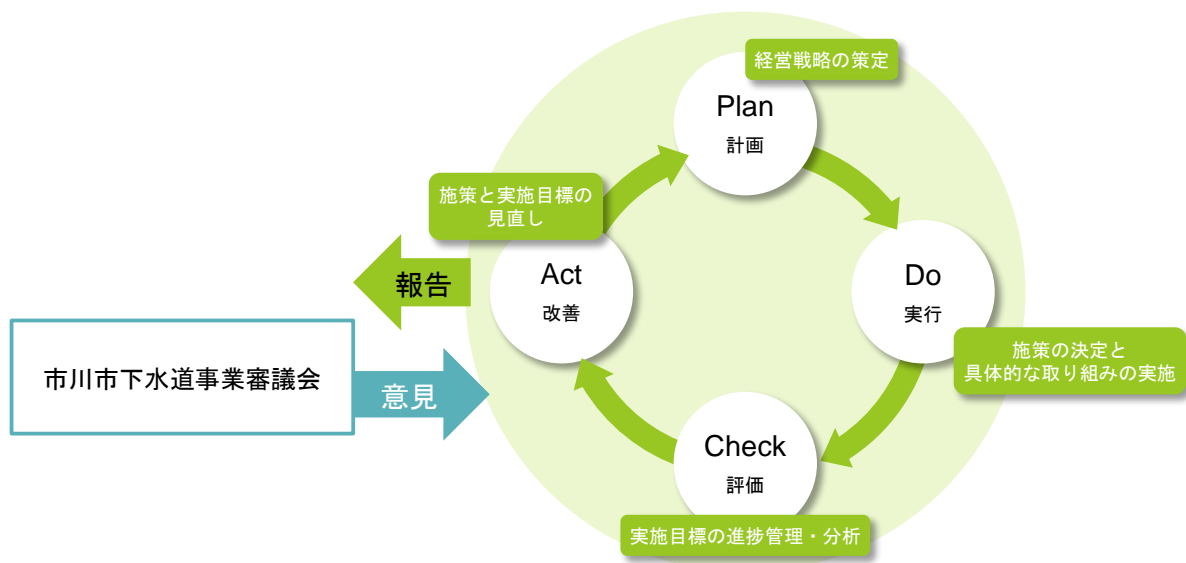 経営戦略の策定
Plan
計画
施策と実施目標の
見直し
Act
改善
報告
Do
実行
施策の決定と
具体的な取り組みの実施
市川市下水道事業審議会
意見
Check
評価
実施目標の進捗管理・分析